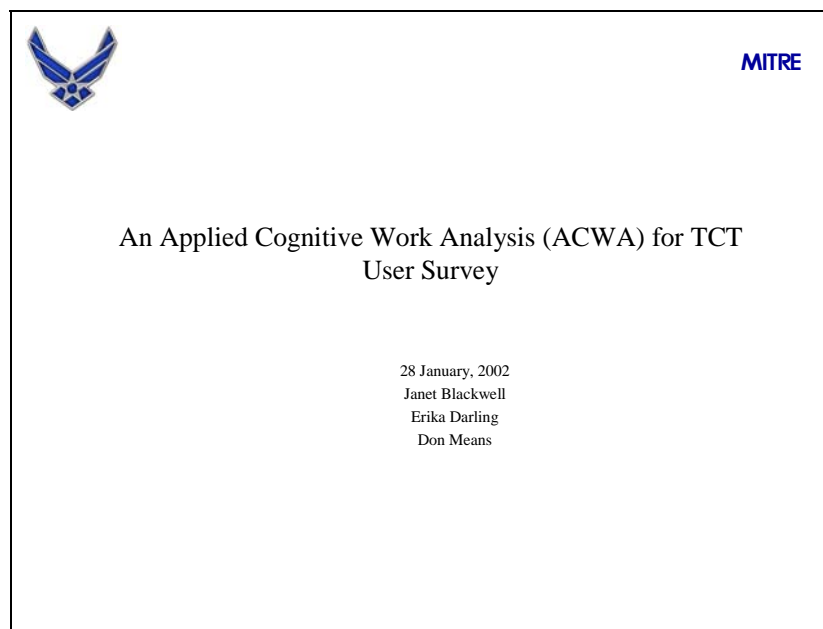 MITRE
An Applied Cognitive Work Analysis (ACWA) for TCT
User Survey
28 January, 2002
Janet Blackwell
Erika Darling
Don Means